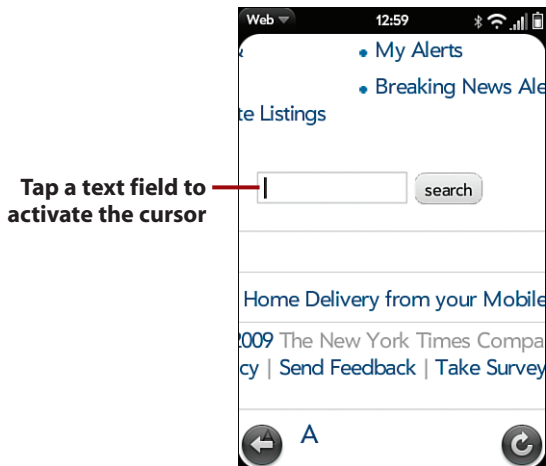 Web 12:59
My Alerts
Breaking News Ale
te Listings
Tap a text field to
activate the cursor
search
Home Delivery from your Mobile
2009 The New York Times Compa
cy | Send Feedback | Take Survey
A